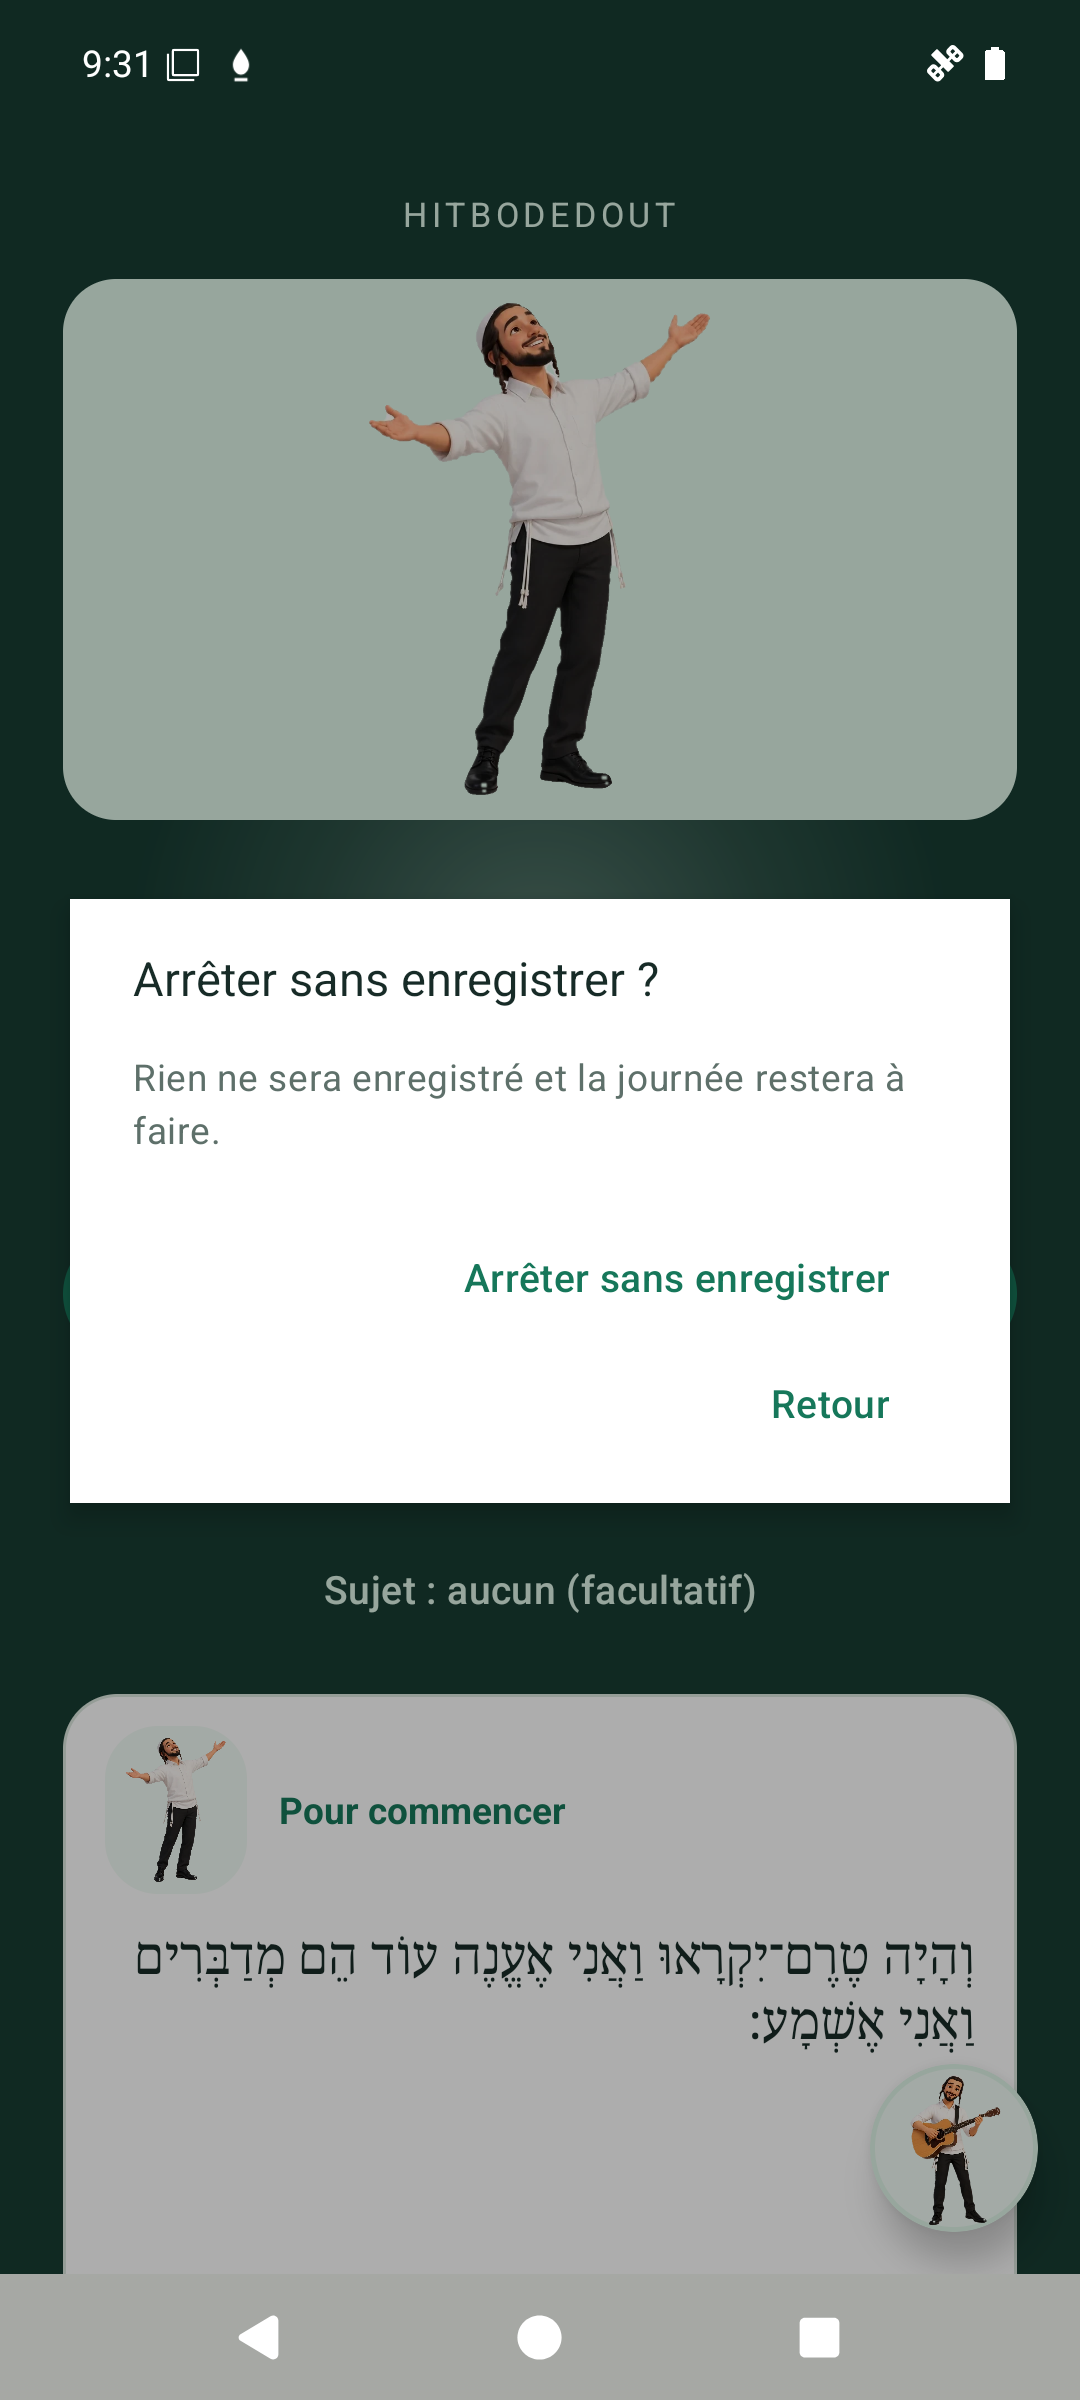 9:31
HITBODEDOUT
Arrêter sans enregistrer ?
Rien ne sera enregistré et la journée restera à
faire.
Arrêter sans enregistrer
Retour
Sujet : aucun (facultatif)
Pour commencer
וְהָיָה טֶרֶם־יִקְרָאוּ וַאֲנִי אֶעֱנֶה עוֹד הֵם מְדַבְּרִים
וַאֲנִי אֶשְׁמָע: